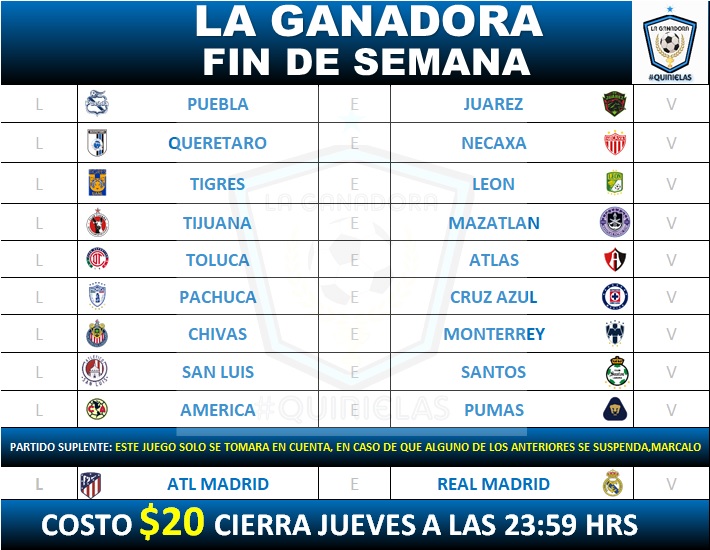 LA GANADORA
FIN DE SEMANA
LA GANADORA
#QUINIELAS
L PUEBLA E JUAREZ V
L QUERETARO E NECAXA V
L TIGRES E LEON V
L TIJUANA E MAZATLAN V
L TOLUCA E ATLAS V
L PACHUCA E CRUZ AZUL V
L CHIVAS E MONTERREY V
L SAN LUIS E SANTOS V
L AMERICA E PUMAS V
LA GANADORA
#QUINIELAS
PARTIDO SUPLENTE: ESTE JUEGO SOLO SE TOMARA EN CUENTA, EN CASO DE QUE ALGUNO DE LOS ANTERIORES SE SUSPENDA,MARCALO
L ATL MADRID E REAL MADRID V
COSTO $20 CIERRA JUEVES A LAS 23:59 HRS